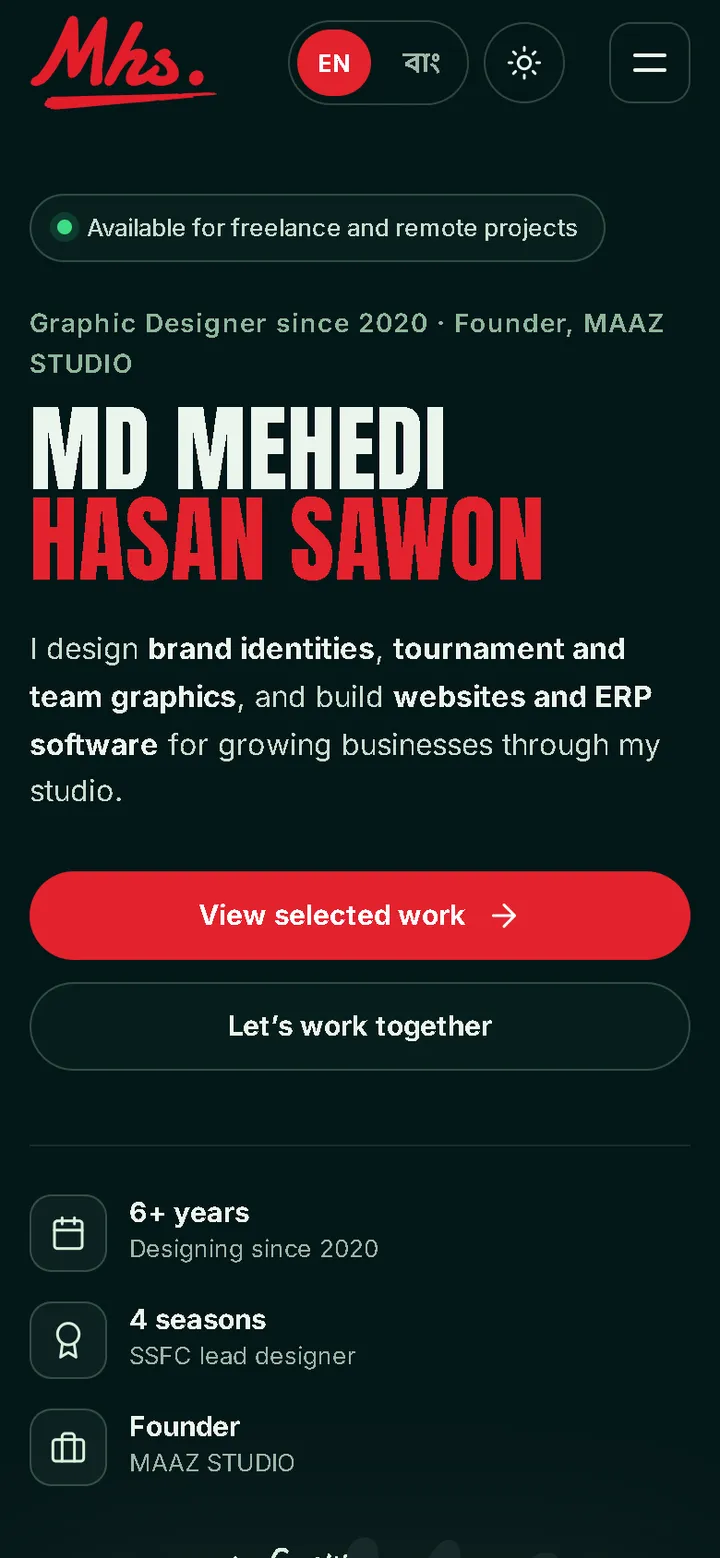 Mhs.
EN
বাং
Available for freelance and remote projects
Graphic Designer since 2020 · Founder, MAAZ
STUDIO
MD MEHEDI
HASAN SAWON
I design brand identities, tournament and
team graphics, and build websites and ERP
software for growing businesses through my
studio.
View selected work →
Let’s work together
6+ years
Designing since 2020
4 seasons
SSFC lead designer
Founder
MAAZ STUDIO